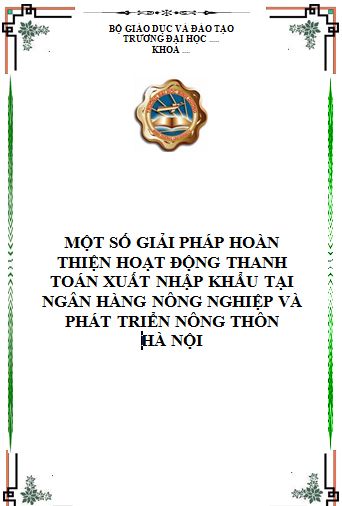 BỘ GIÁO DỤC VÀ ĐÀO TẠO
TRƯỜNG ĐẠI HỌC .....
KHOA ....
MỘT SỐ GIẢI PHÁP HOÀN
THIỆN HOẠT ĐỘNG THANH
TOÁN XUẤT NHẬP KHẨU TẠI
NGÂN HÀNG NÔNG NGHIỆP VÀ
PHÁT TRIỂN NÔNG THÔN
HÀ NỘI